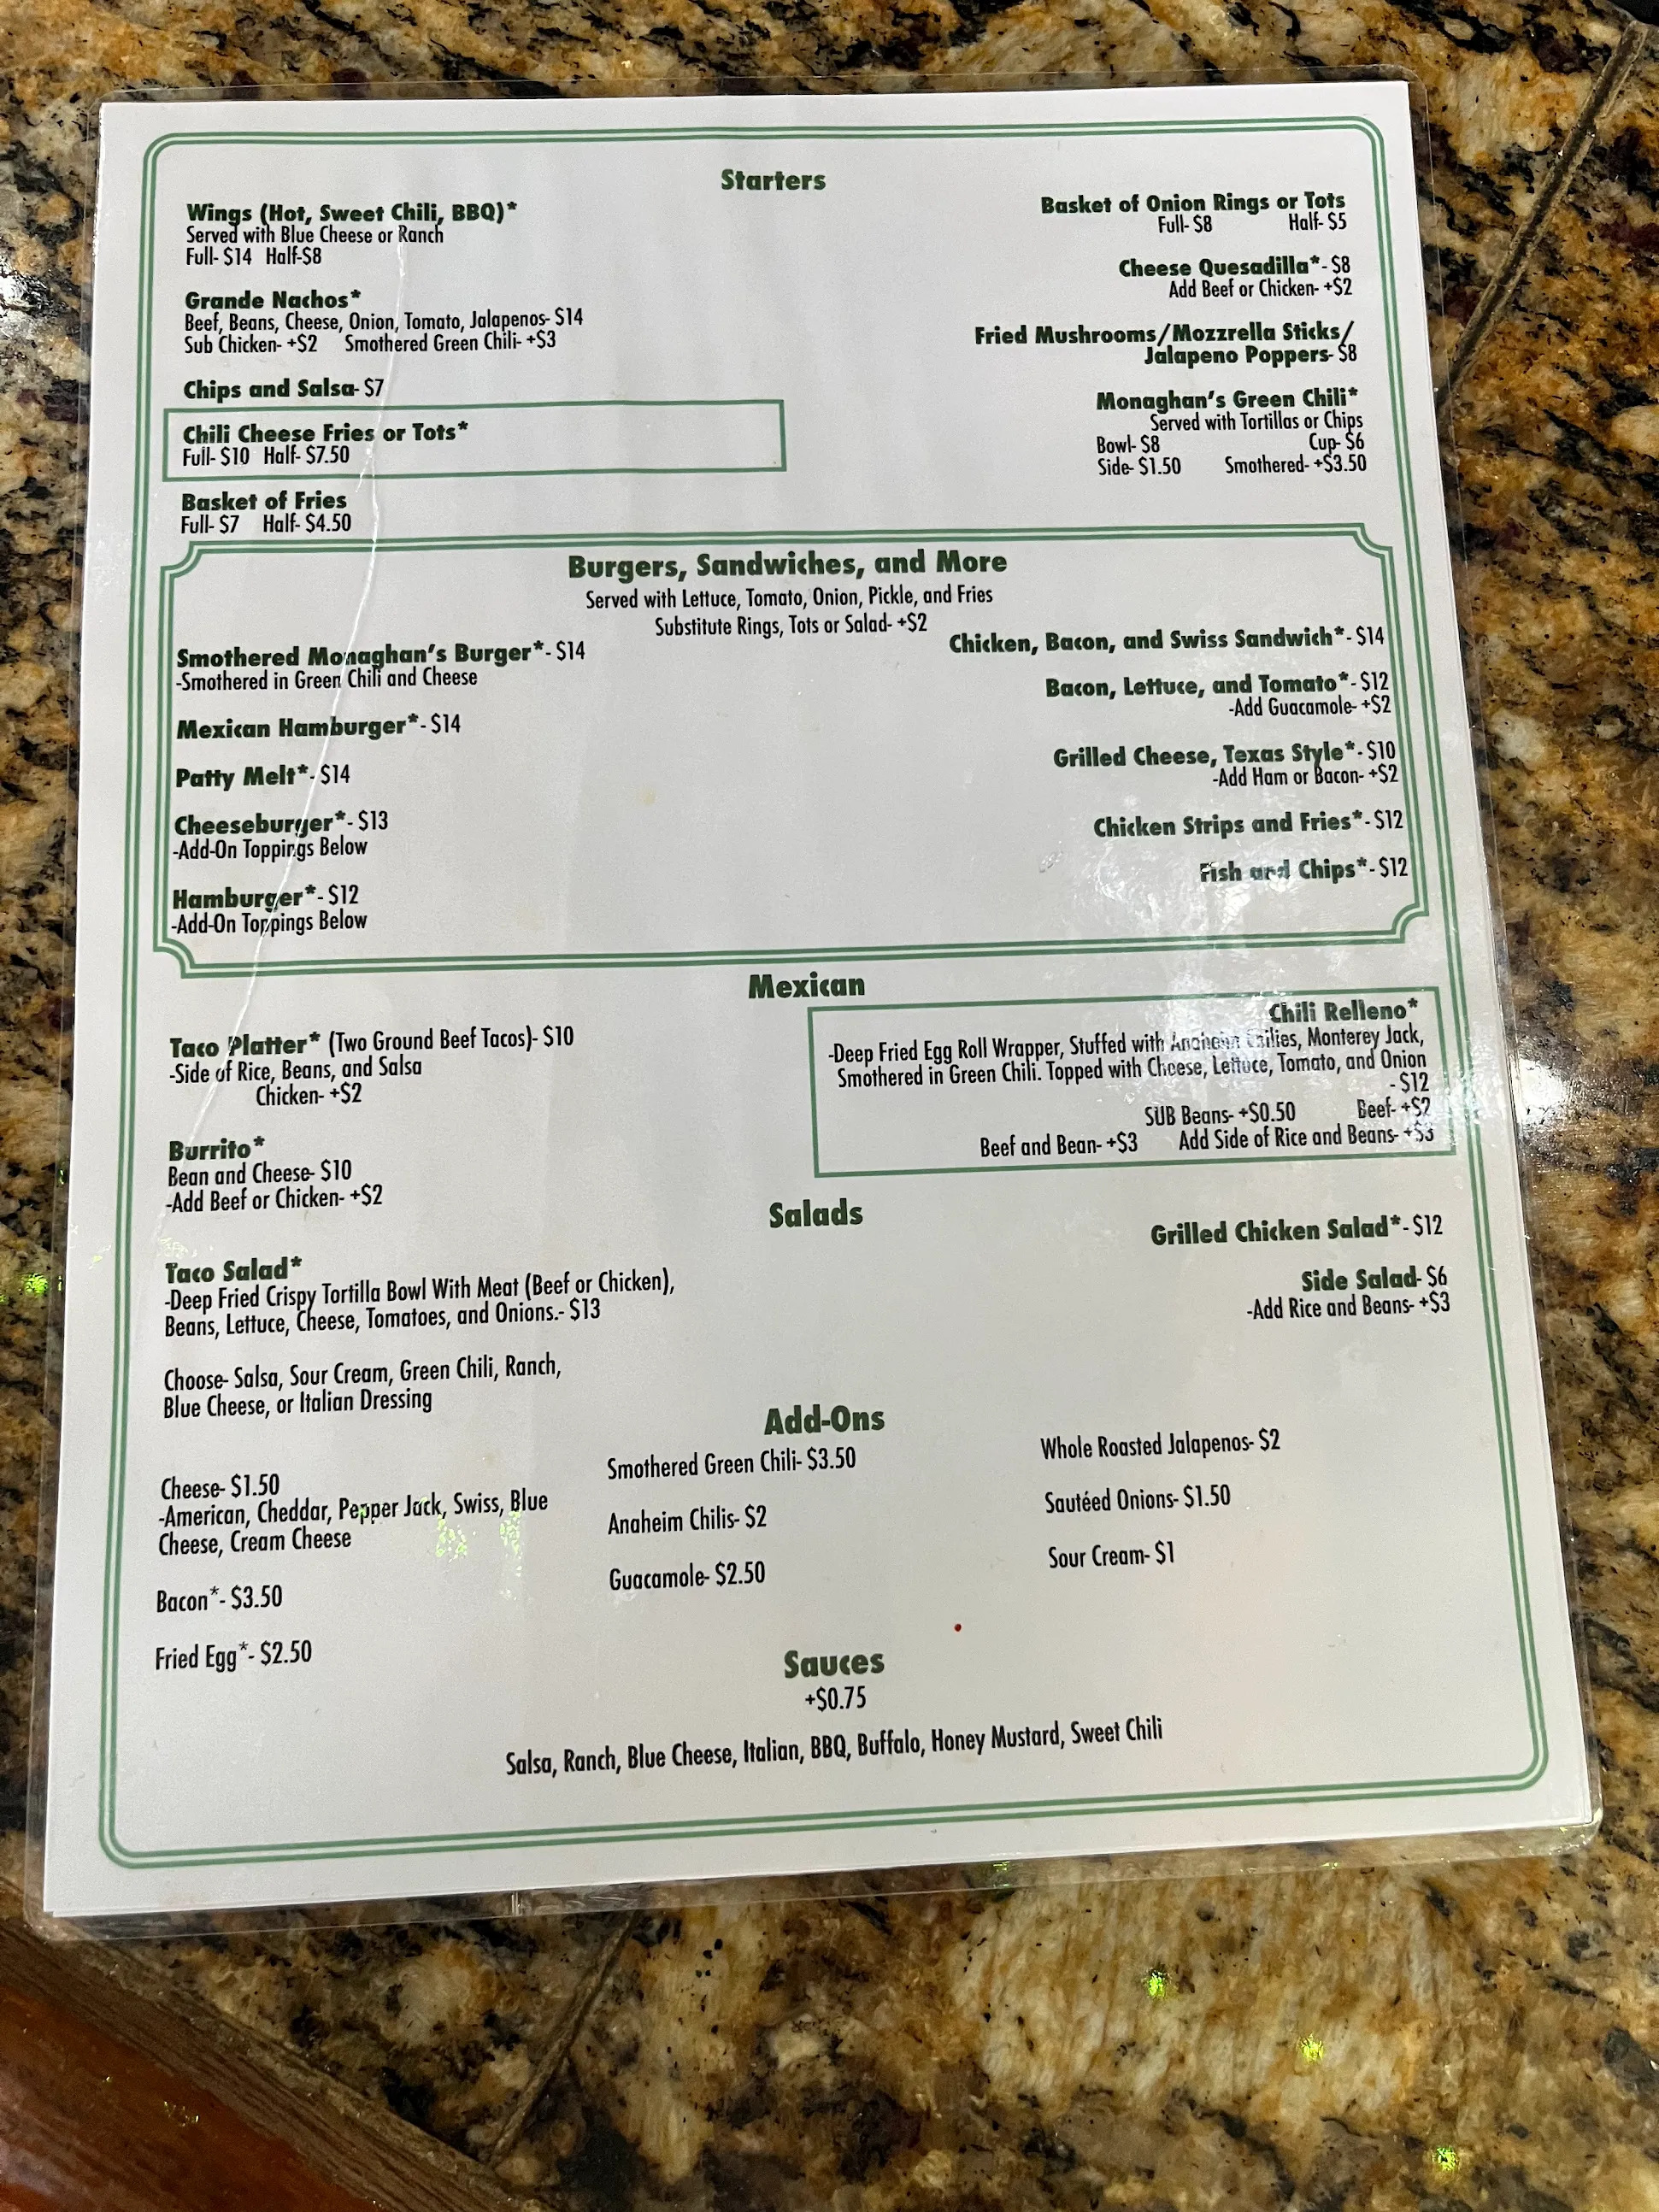 Starters
Wings (Hot, Sweet Chili, BBQ)*
Served with Blue Cheese or Ranch
Full- $14 Half-$8
Grande Nachos*
Beef, Beans, Cheese, Onion, Tomato, Jalapenos- $14
Sub Chicken- +$2 Smothered Green Chili- +$3
Chips and Salsa- $7
Chili Cheese Fries or Tots*
Full- $10 Half- $7.50
Basket of Fries
Full- $7 Half- $4.50
Basket of Onion Rings or Tots
Full- $8 Half- $5
Cheese Quesadilla*- $8
Add Beef or Chicken- +$2
Fried Mushrooms/Mozzrella Sticks/
Jalapeno Poppers- $8
Monaghan's Green Chili*
Served with Tortillas or Chips
Bowl- $8 Cup- $6
Side- $1.50 Smothered- +$3.50
Burgers, Sandwiches, and More
Served with Lettuce, Tomato, Onion, Pickle, and Fries
Substitute Rings, Tots or Salad- +$2
Smothered Monaghan's Burger*- $14
-Smothered in Green Chili and Cheese
Mexican Hamburger*- $14
Patty Melt*- $14
Cheeseburger*- $13
-Add-On Toppings Below
Hamburger*- $12
-Add-On Toppings Below
Chicken, Bacon, and Swiss Sandwich*- $14
Bacon, Lettuce, and Tomato*- $12
-Add Guacamole- +$2
Grilled Cheese, Texas Style*- $10
-Add Ham or Bacon- +$2
Chicken Strips and Fries*- $12
Fish and Chips*- $12
Mexican
Taco Platter* (Two Ground Beef Tacos)- $10
-Side of Rice, Beans, and Salsa
Chicken- +$2
Burrito*
Bean and Cheese- $10
-Add Beef or Chicken- +$2
Chili Relleno*
-Deep Fried Egg Roll Wrapper, Stuffed with Anaheim Chilies, Monterey Jack,
Smothered in Green Chili. Topped with Cheese, Lettuce, Tomato, and Onion
- $12
SUB Beans- +$0.50 Beef- +$2
Beef and Bean- +$3 Add Side of Rice and Beans- +$3
Salads
Taco Salad*
-Deep Fried Crispy Tortilla Bowl With Meat (Beef or Chicken),
Beans, Lettuce, Cheese, Tomatoes, and Onions.- $13
Choose- Salsa, Sour Cream, Green Chili, Ranch,
Blue Cheese, or Italian Dressing
Grilled Chicken Salad*- $12
Side Salad- $6
-Add Rice and Beans- +$3
Add-Ons
Cheese- $1.50
-American, Cheddar, Pepper Jack, Swiss, Blue
Cheese, Cream Cheese
Bacon*- $3.50
Fried Egg*- $2.50
Smothered Green Chili- $3.50
Anaheim Chilis- $2
Guacamole- $2.50
Whole Roasted Jalapenos- $2
Sautéed Onions- $1.50
Sour Cream- $1
Sauces
+$0.75
Salsa, Ranch, Blue Cheese, Italian, BBQ, Buffalo, Honey Mustard, Sweet Chili